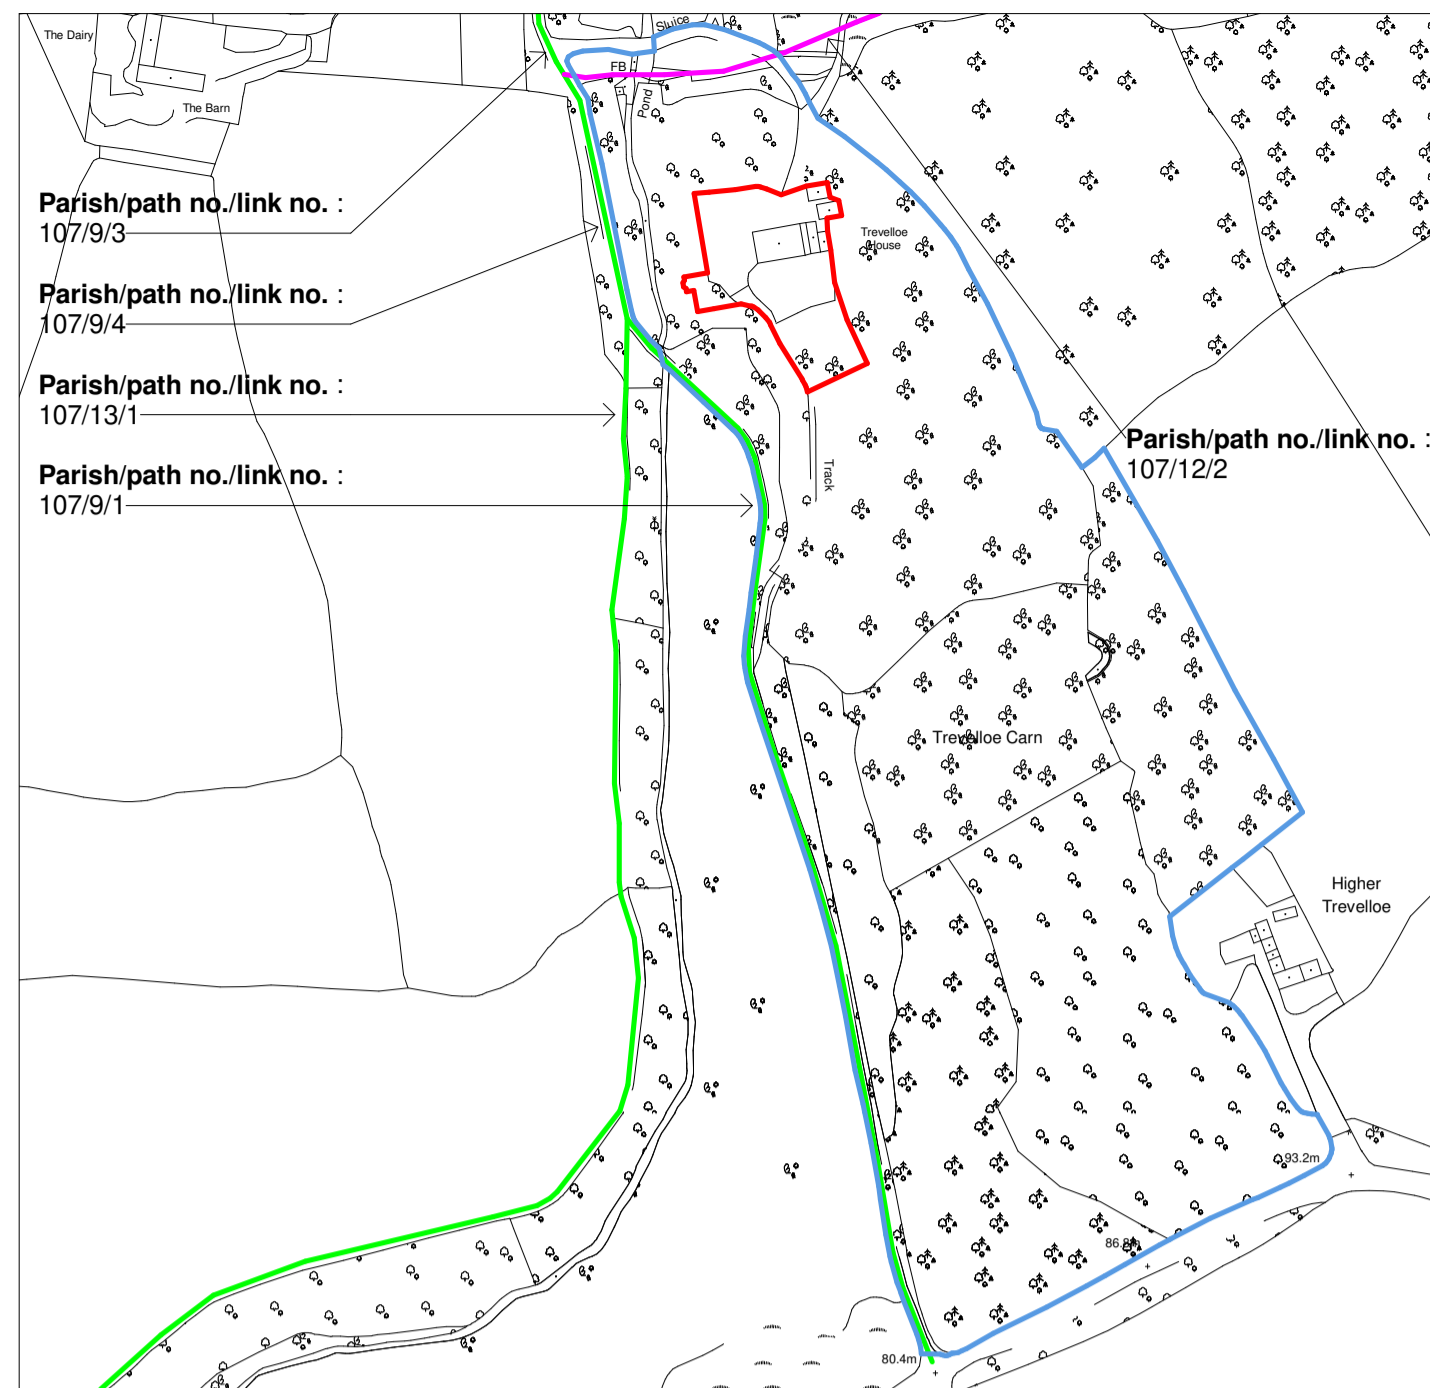 The Dairy
Sluice
FB
The Barn
Pond
Parish/path no./link no. :
107/9/3
Trevelloe
House
Parish/path no./link no. :
107/9/4
Parish/path no./link no. :
107/13/1
Parish/path no./link no. :
107/12/2
Parish/path no./link no. :
107/9/1
Track
Trevelloe Carn
Higher
Trevelloe
93.2m
80.4m